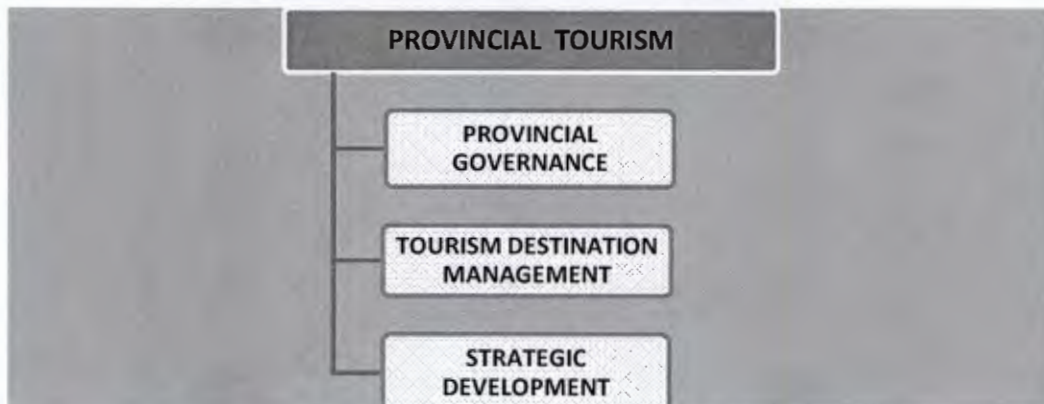 PROVINCIAL TOURISM
PROVINCIAL
GOVERNANCE
TOURISM DESTINATION
MANAGEMENT
STRATEGIC
DEVELOPMENT